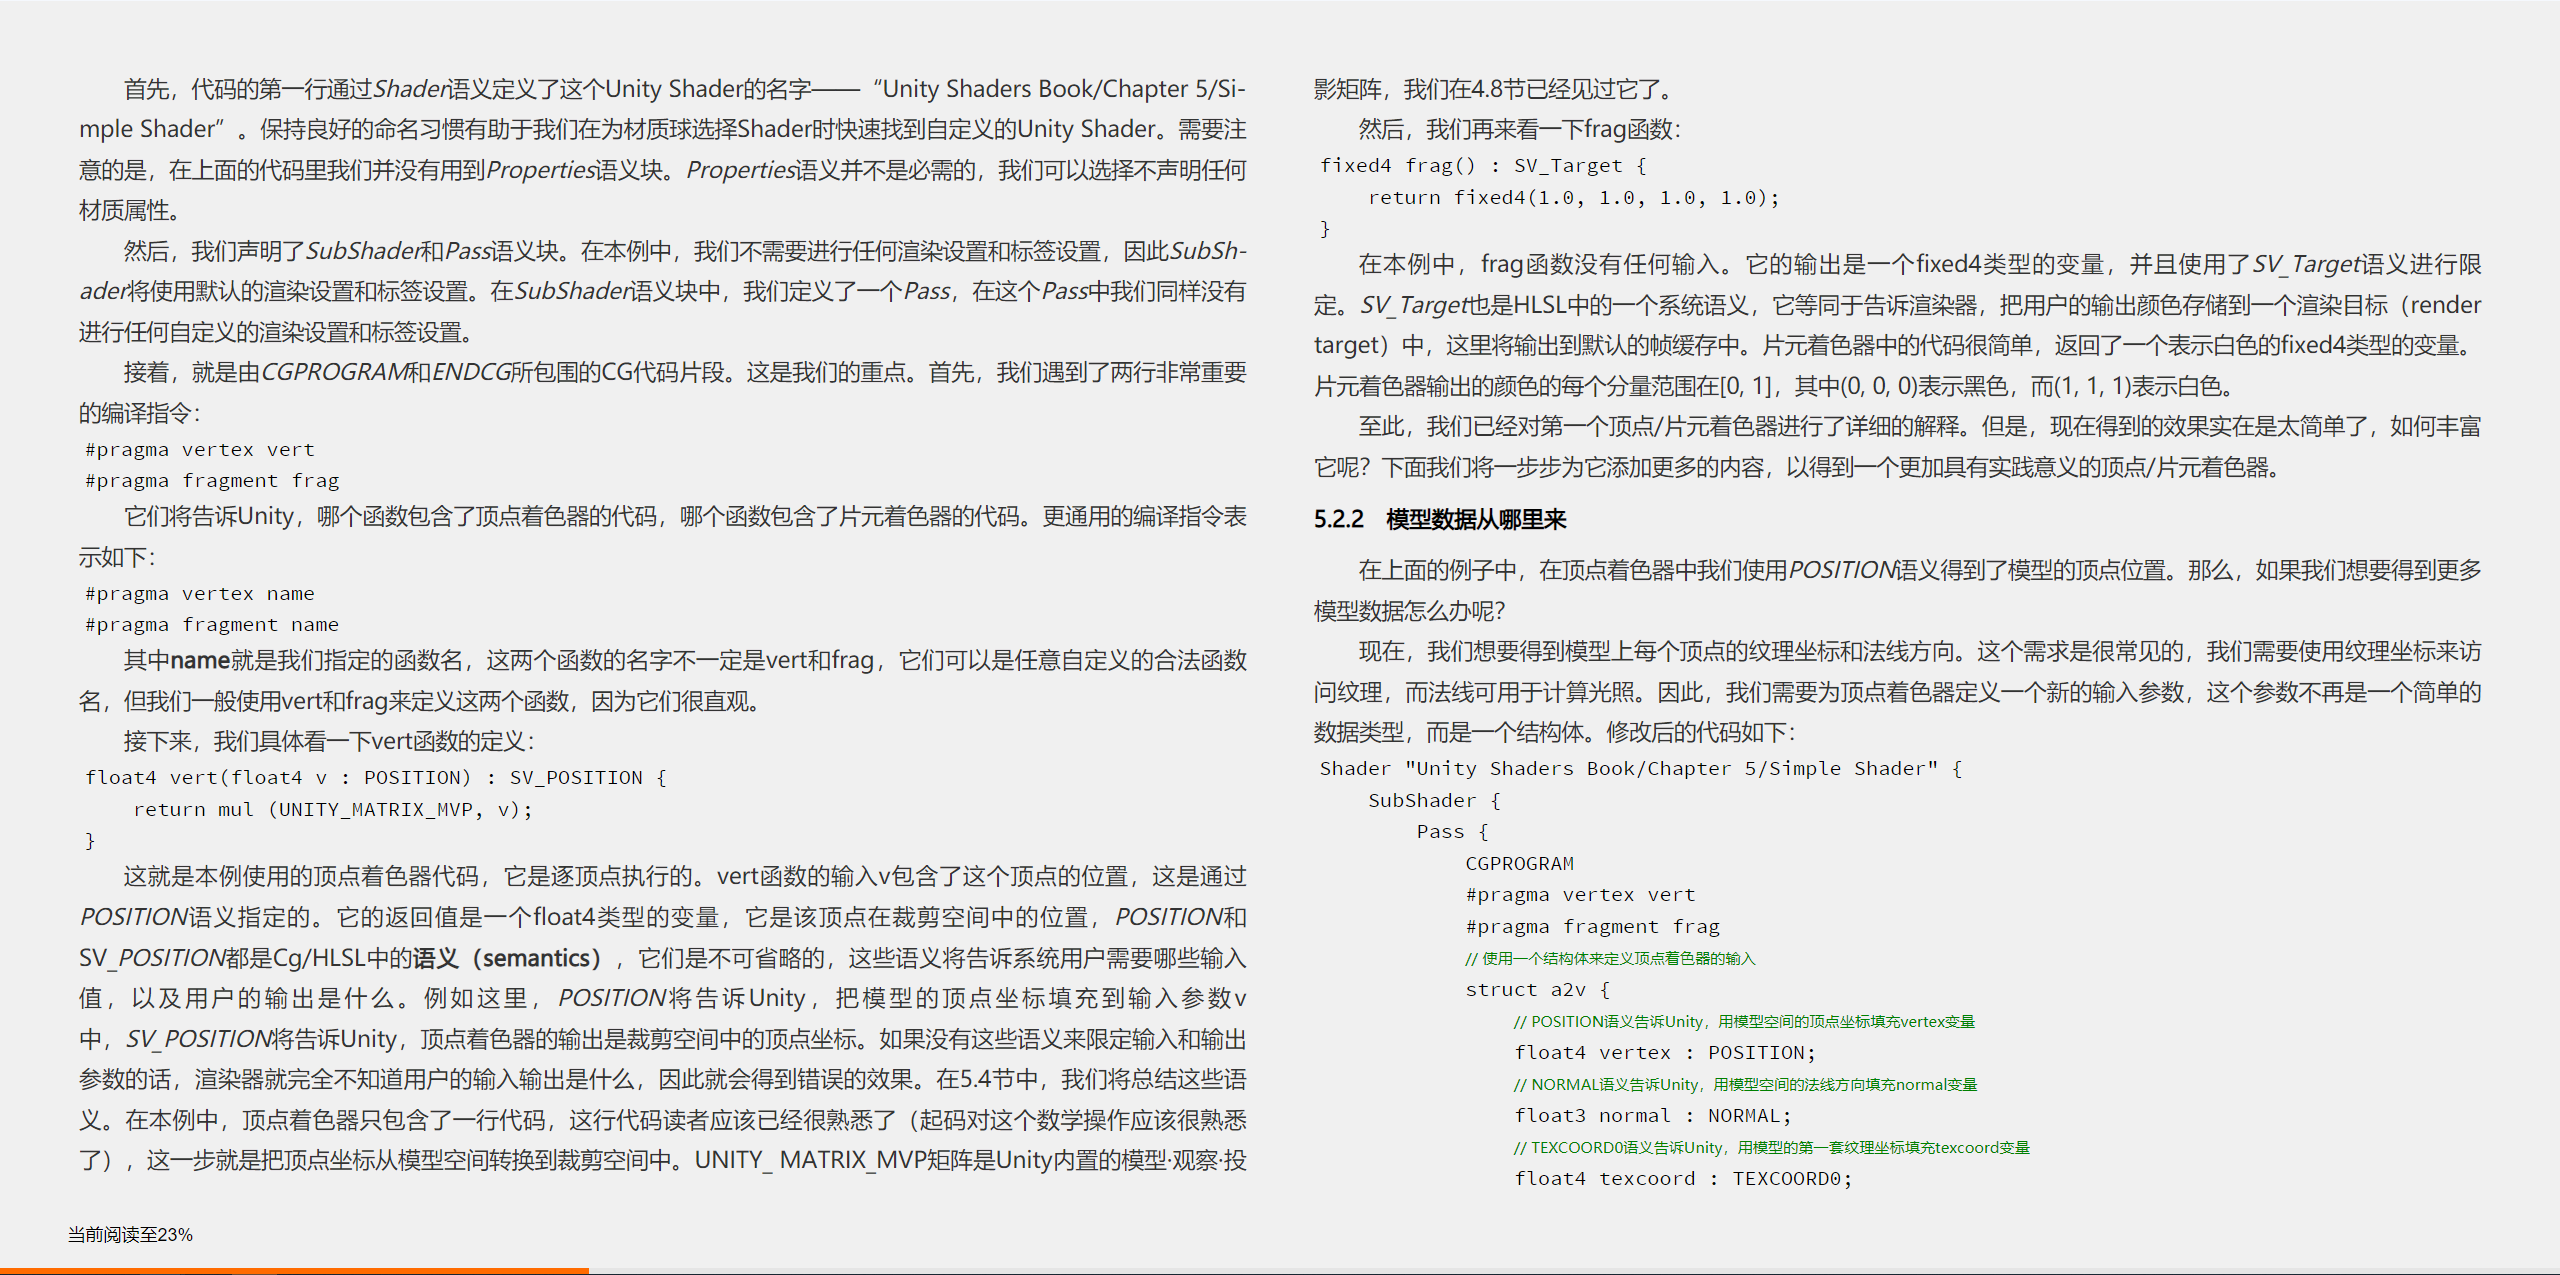 首先，代码的第一行通过Shader语义定义了这个Unity Shader的名字——“Unity Shaders Book/Chapter 5/Si-
mple Shader”。保持良好的命名习惯有助于我们在为材质球选择Shader时快速找到自定义的Unity Shader。需要注
意的是，在上面的代码里我们并没有用到Properties语义块。Properties语义并不是必需的，我们可以选择不声明任何
材质属性。
然后，我们声明了SubShader和Pass语义块。在本例中，我们不需要进行任何渲染设置和标签设置，因此SubSh-
ader将使用默认的渲染设置和标签设置。在SubShader语义块中，我们定义了一个Pass，在这个Pass中我们同样没有
进行任何自定义的渲染设置和标签设置。
接着，就是由CGPROGRAM和ENDCG所包围的CG代码片段。这是我们的重点。首先，我们遇到了两行非常重要
的编译指令：
#pragma vertex vert
#pragma fragment frag
它们将告诉Unity，哪个函数包含了顶点着色器的代码，哪个函数包含了片元着色器的代码。更通用的编译指令表
示如下：
#pragma vertex name
#pragma fragment name
其中name就是我们指定的函数名，这两个函数的名字不一定是vert和frag，它们可以是任意自定义的合法函数
名，但我们一般使用vert和frag来定义这两个函数，因为它们很直观。
接下来，我们具体看一下vert函数的定义：
float4 vert(float4 v : POSITION) : SV_POSITION {
    return mul (UNITY_MATRIX_MVP, v);
}
这就是本例使用的顶点着色器代码，它是逐顶点执行的。vert函数的输入v包含了这个顶点的位置，这是通过
POSITION语义指定的。它的返回值是一个float4类型的变量，它是该顶点在裁剪空间中的位置，POSITION和
SV_POSITION都是Cg/HLSL中的语义（semantics），它们是不可省略的，这些语义将告诉系统用户需要哪些输入
值，以及用户的输出是什么。例如这里，POSITION将告诉Unity，把模型的顶点坐标填充到输入参数v
中，SV_POSITION将告诉Unity，顶点着色器的输出是裁剪空间中的顶点坐标。如果没有这些语义来限定输入和输出
参数的话，渲染器就完全不知道用户的输入输出是什么，因此就会得到错误的效果。在5.4节中，我们将总结这些语
义。在本例中，顶点着色器只包含了一行代码，这行代码读者应该已经很熟悉了（起码对这个数学操作应该很熟悉
了），这一步就是把顶点坐标从模型空间转换到裁剪空间中。UNITY_ MATRIX_MVP矩阵是Unity内置的模型·观察·投
影矩阵，我们在4.8节已经见过它了。
然后，我们再来看一下frag函数：
fixed4 frag() : SV_Target {
    return fixed4(1.0, 1.0, 1.0, 1.0);
}
在本例中，frag函数没有任何输入。它的输出是一个fixed4类型的变量，并且使用了SV_Target语义进行限
定。SV_Target也是HLSL中的一个系统语义，它等同于告诉渲染器，把用户的输出颜色存储到一个渲染目标（render
target）中，这里将输出到默认的帧缓存中。片元着色器中的代码很简单，返回了一个表示白色的fixed4类型的变量。
片元着色器输出的颜色的每个分量范围在[0, 1]，其中(0, 0, 0)表示黑色，而(1, 1, 1)表示白色。
至此，我们已经对第一个顶点/片元着色器进行了详细的解释。但是，现在得到的效果实在是太简单了，如何丰富
它呢？下面我们将一步步为它添加更多的内容，以得到一个更加具有实践意义的顶点/片元着色器。
5.2.2 模型数据从哪里来
在上面的例子中，在顶点着色器中我们使用POSITION语义得到了模型的顶点位置。那么，如果我们想要得到更多
模型数据怎么办呢？
现在，我们想要得到模型上每个顶点的纹理坐标和法线方向。这个需求是很常见的，我们需要使用纹理坐标来访
问纹理，而法线可用于计算光照。因此，我们需要为顶点着色器定义一个新的输入参数，这个参数不再是一个简单的
数据类型，而是一个结构体。修改后的代码如下：
Shader "Unity Shaders Book/Chapter 5/Simple Shader" {
    SubShader {
        Pass {
            CGPROGRAM
            #pragma vertex vert
            #pragma fragment frag
            // 使用一个结构体来定义顶点着色器的输入
            struct a2v {
                // POSITION语义告诉Unity，用模型空间的顶点坐标填充vertex变量
                float4 vertex : POSITION;
                // NORMAL语义告诉Unity，用模型空间的法线方向填充normal变量
                float3 normal : NORMAL;
                // TEXCOORD0语义告诉Unity，用模型的第一套纹理坐标填充texcoord变量
                float4 texcoord : TEXCOORD0;
当前阅读至23%